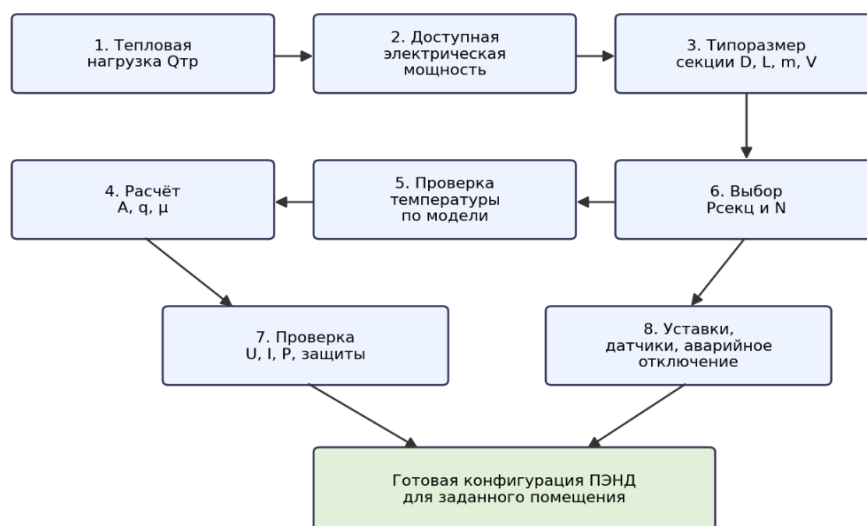 1. Тепловая
нагрузка Qтр
2. Доступная
электрическая
мощность
3. Типоразмер
секции D, L, m, V
4. Расчёт
A, q, μ
5. Проверка
температуры
по модели
6. Выбор
Pсекц и N
7. Проверка
U, I, P, защиты
8. Уставки,
датчики, аварийное
отключение
Готовая конфигурация ПЭНД
для заданного помещения